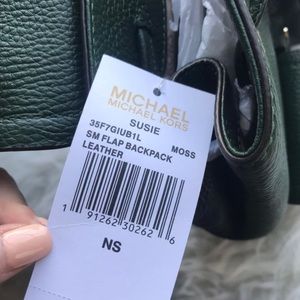 MICHAEL
MICHAEL KORS
SUSIE
35F7GIUB1L MOSS
SM FLAP BACKPACK
LEATHER
1 91262 30262 6
NS